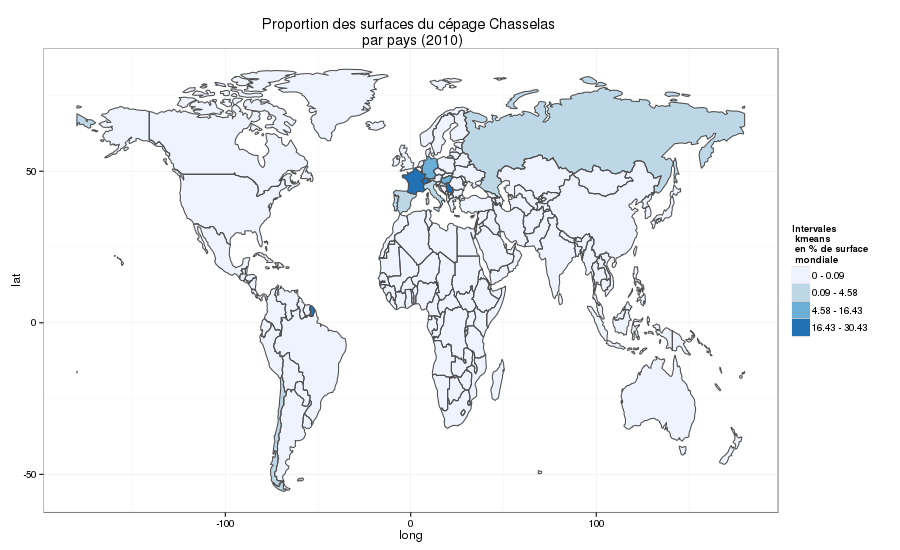 Proportion des surfaces du cépage Chasselas
par pays (2010)
lat
50
0
-50
-100
0
100
long
Intervales
kmeans
en % de surface
mondiale
0 - 0.09
0.09 - 4.58
4.58 - 16.43
16.43 - 30.43